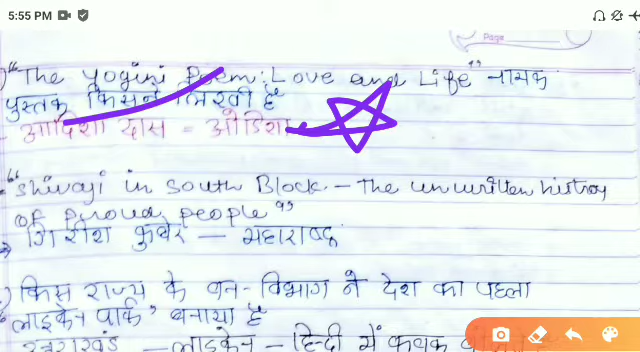 5:55 PM
Page
"The yogini Poem: Love and Life" नामक
पुस्तक किसने लिखी है
आदिशा दास = ओडिशा
"Shivaji in South Block - The unwritten histroy
of proud people"
गिरीश कुबेर — महाराष्ट्र
किस राज्य के वन-विभाग ने देश का पहला
'लाइकेन पार्क' बनाया है
उत्तराखंड — लाइकेन - हिन्दी में कवक